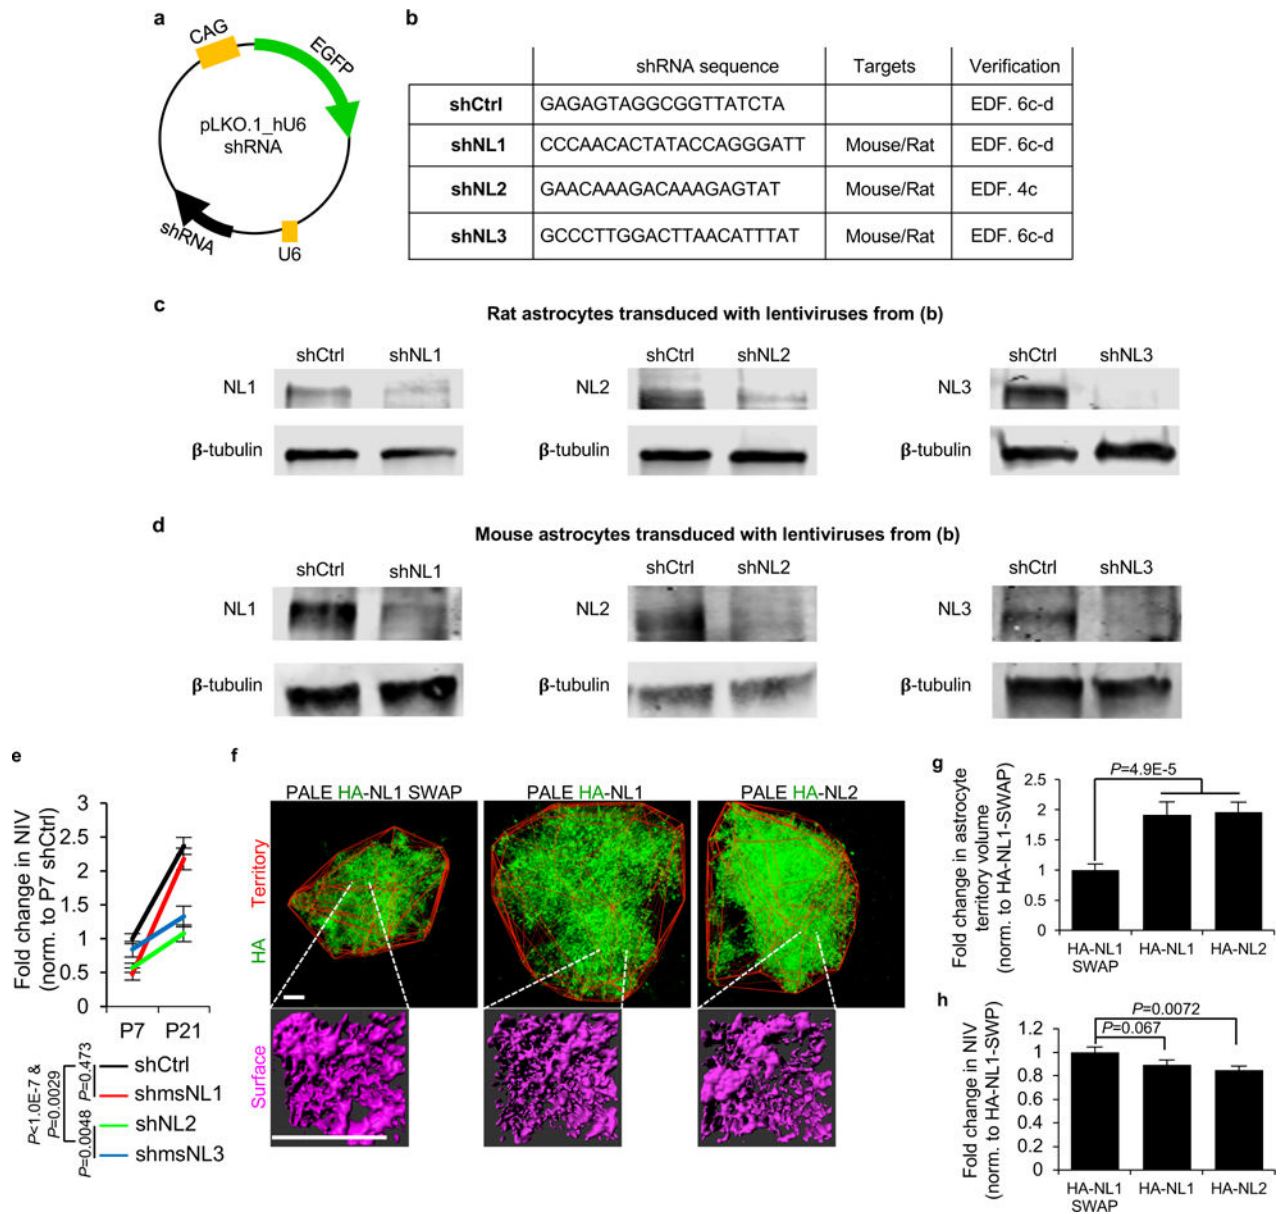 a
CAG
EGFP
pLKO.1_hU6
shRNA
shRNA
U6
b
shRNA sequence Targets Verification
shCtrl GAGAGTAGGCGGTTATCTA EDF. 6c-d
shNL1 CCCAACACTATACCAGGGATT Mouse/Rat EDF. 6c-d
shNL2 GAACAAAGACAAAGAGTAT Mouse/Rat EDF. 4c
shNL3 GCCCTTGGACTTAACATTTAT Mouse/Rat EDF. 6c-d
c
Rat astrocytes transduced with lentiviruses from (b)
shCtrl shNL1 shCtrl shNL2 shCtrl shNL3
NL1 NL2 NL3
β-tubulin β-tubulin β-tubulin
d
Mouse astrocytes transduced with lentiviruses from (b)
shCtrl shNL1 shCtrl shNL2 shCtrl shNL3
NL1 NL2 NL3
β-tubulin β-tubulin β-tubulin
e
Fold change in NIV
(norm. to P7 shCtrl)
3
2.5
2
1.5
1
0.5
0
P7 P21
P<1.0E-7 &
P=0.0029
P=0.473
P=0.0048
shCtrl
shmsNL1
shNL2
shmsNL3
f
PALE HA-NL1 SWAP PALE HA-NL1 PALE HA-NL2
HA Territory
Surface
g
Fold change in astrocyte
territory volume
(norm. to HA-NL1-SWAP)
P=4.9E-5
2.5
2
1.5
1
0.5
0
HA-NL1
SWAP
HA-NL1 HA-NL2
h
Fold change in NIV
(norm. to HA-NL1-SWP)
P=0.0072
P=0.067
1.2
1
0.8
0.6
0.4
0.2
0
HA-NL1
SWAP
HA-NL1 HA-NL2